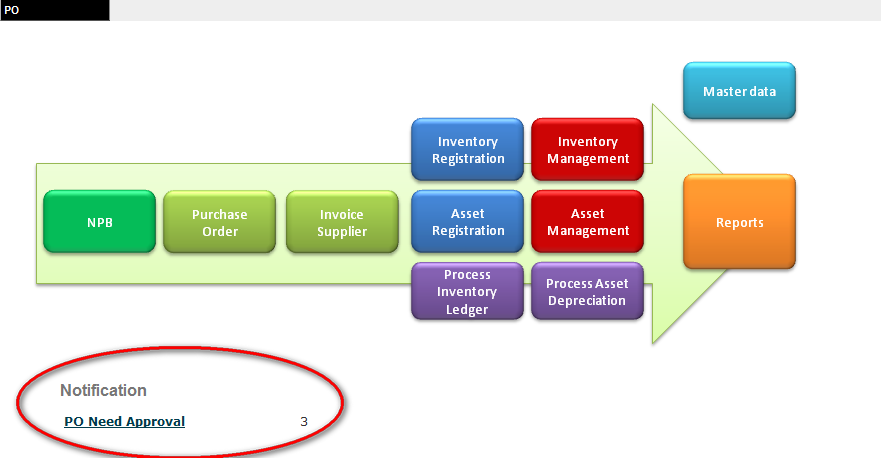 PO
Master data
Inventory
Registration
Inventory
Management
NPB
Purchase
Order
Invoice
Supplier
Asset
Registration
Asset
Management
Reports
Process
Inventory
Ledger
Process Asset
Depreciation
Notification
PO Need Approval 3